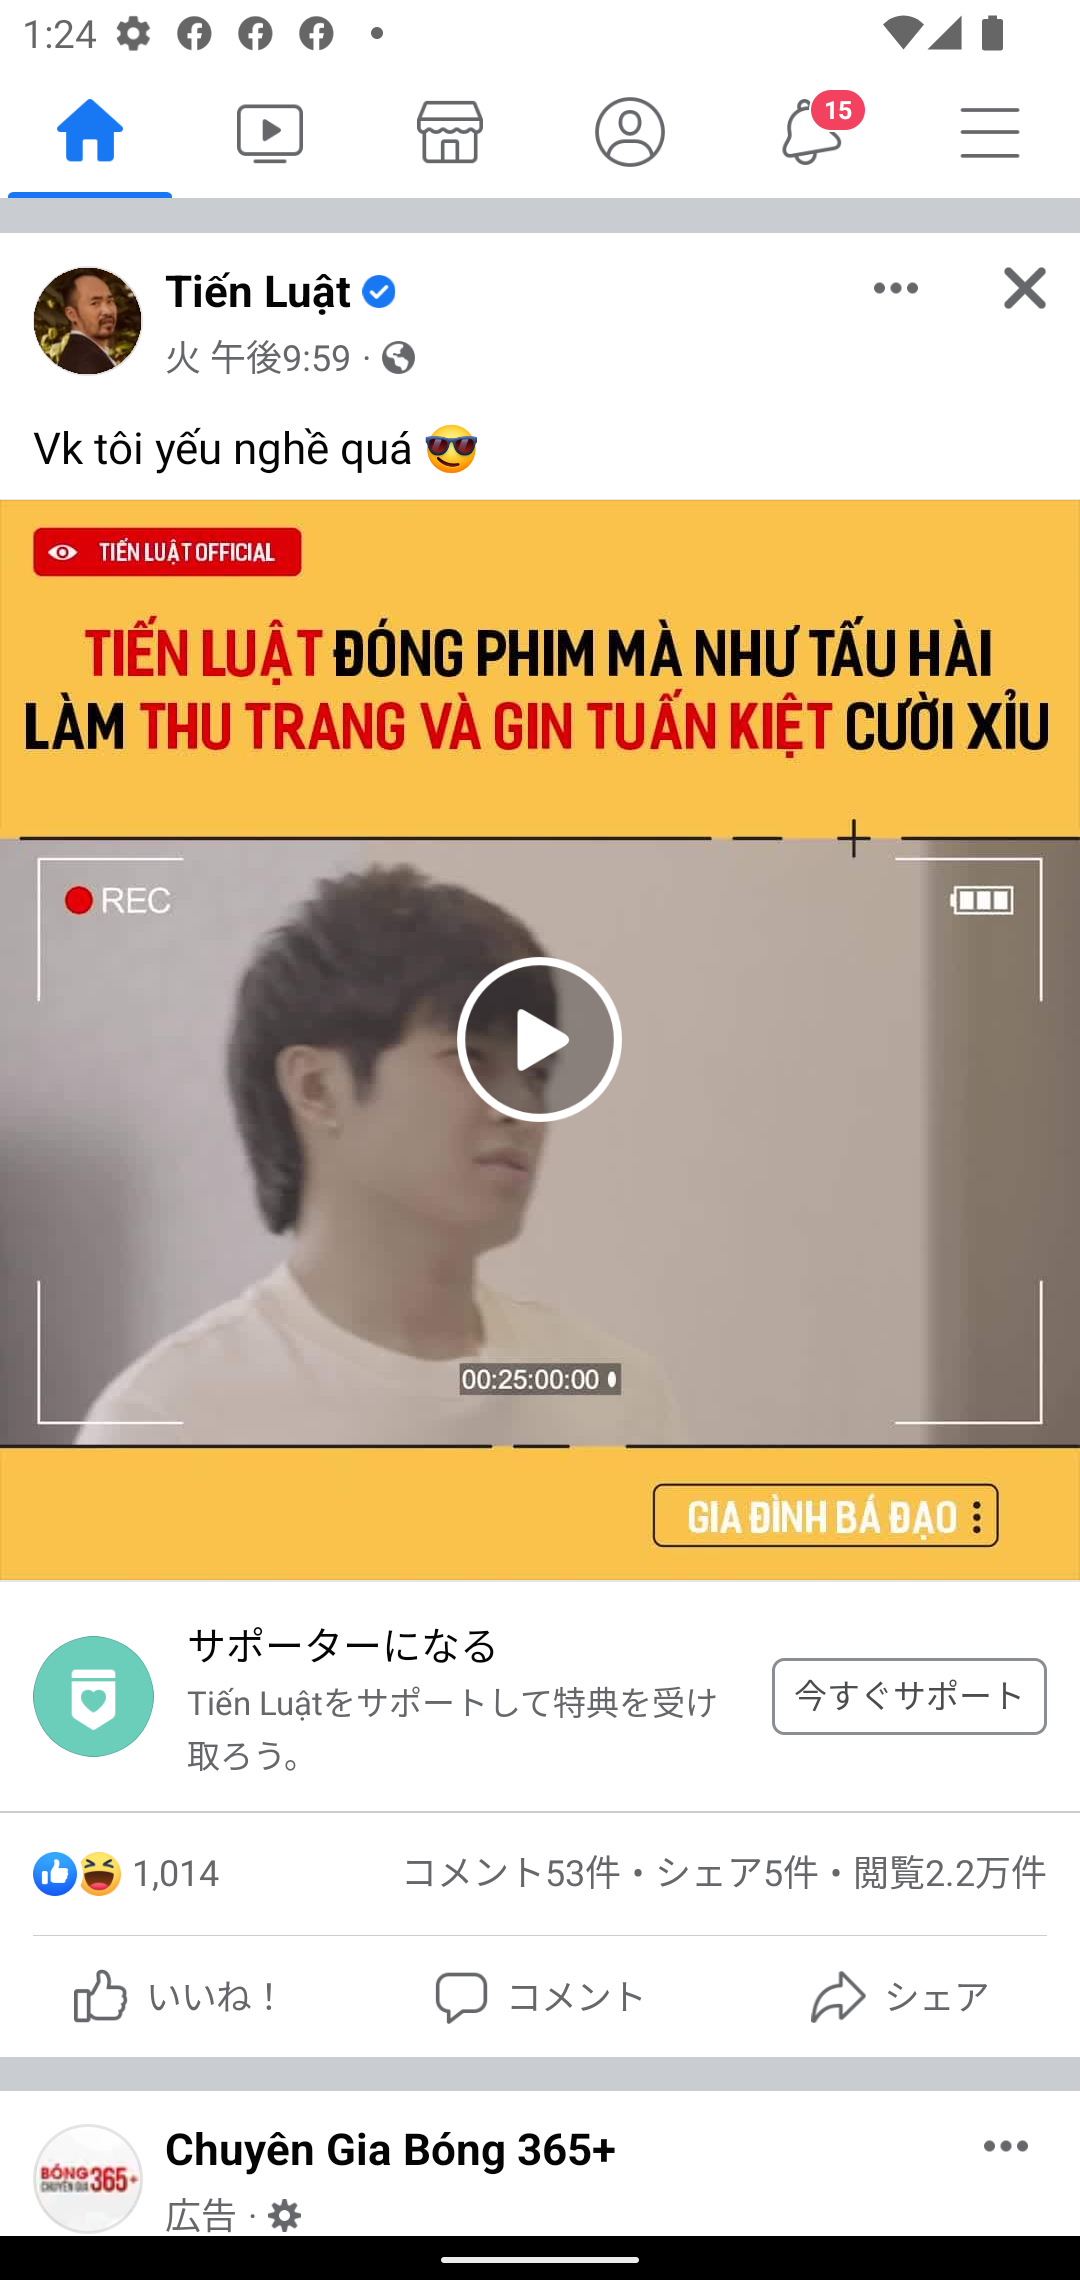 1:24
15
Tiến Luật
火 午後9:59 ·
Vk tôi yếu nghề quá 😎
TIẾN LUẬT OFFICIAL
TIẾN LUẬT ĐÓNG PHIM MÀ NHƯ TẤU HÀI
LÀM THU TRANG VÀ GIN TUẤN KIỆT CƯỜI XỈU
REC
00:25:00:00
GIA ĐÌNH BÁ ĐẠO
サポーターになる
Tiến Luậtをサポートして特典を受け
取ろう。
今すぐサポート
1,014
コメント53件・シェア5件・閲覧2.2万件
いいね！
コメント
シェア
Chuyên Gia Bóng 365+
BÓNG 365+
CHUYÊN GIA
広告 ·